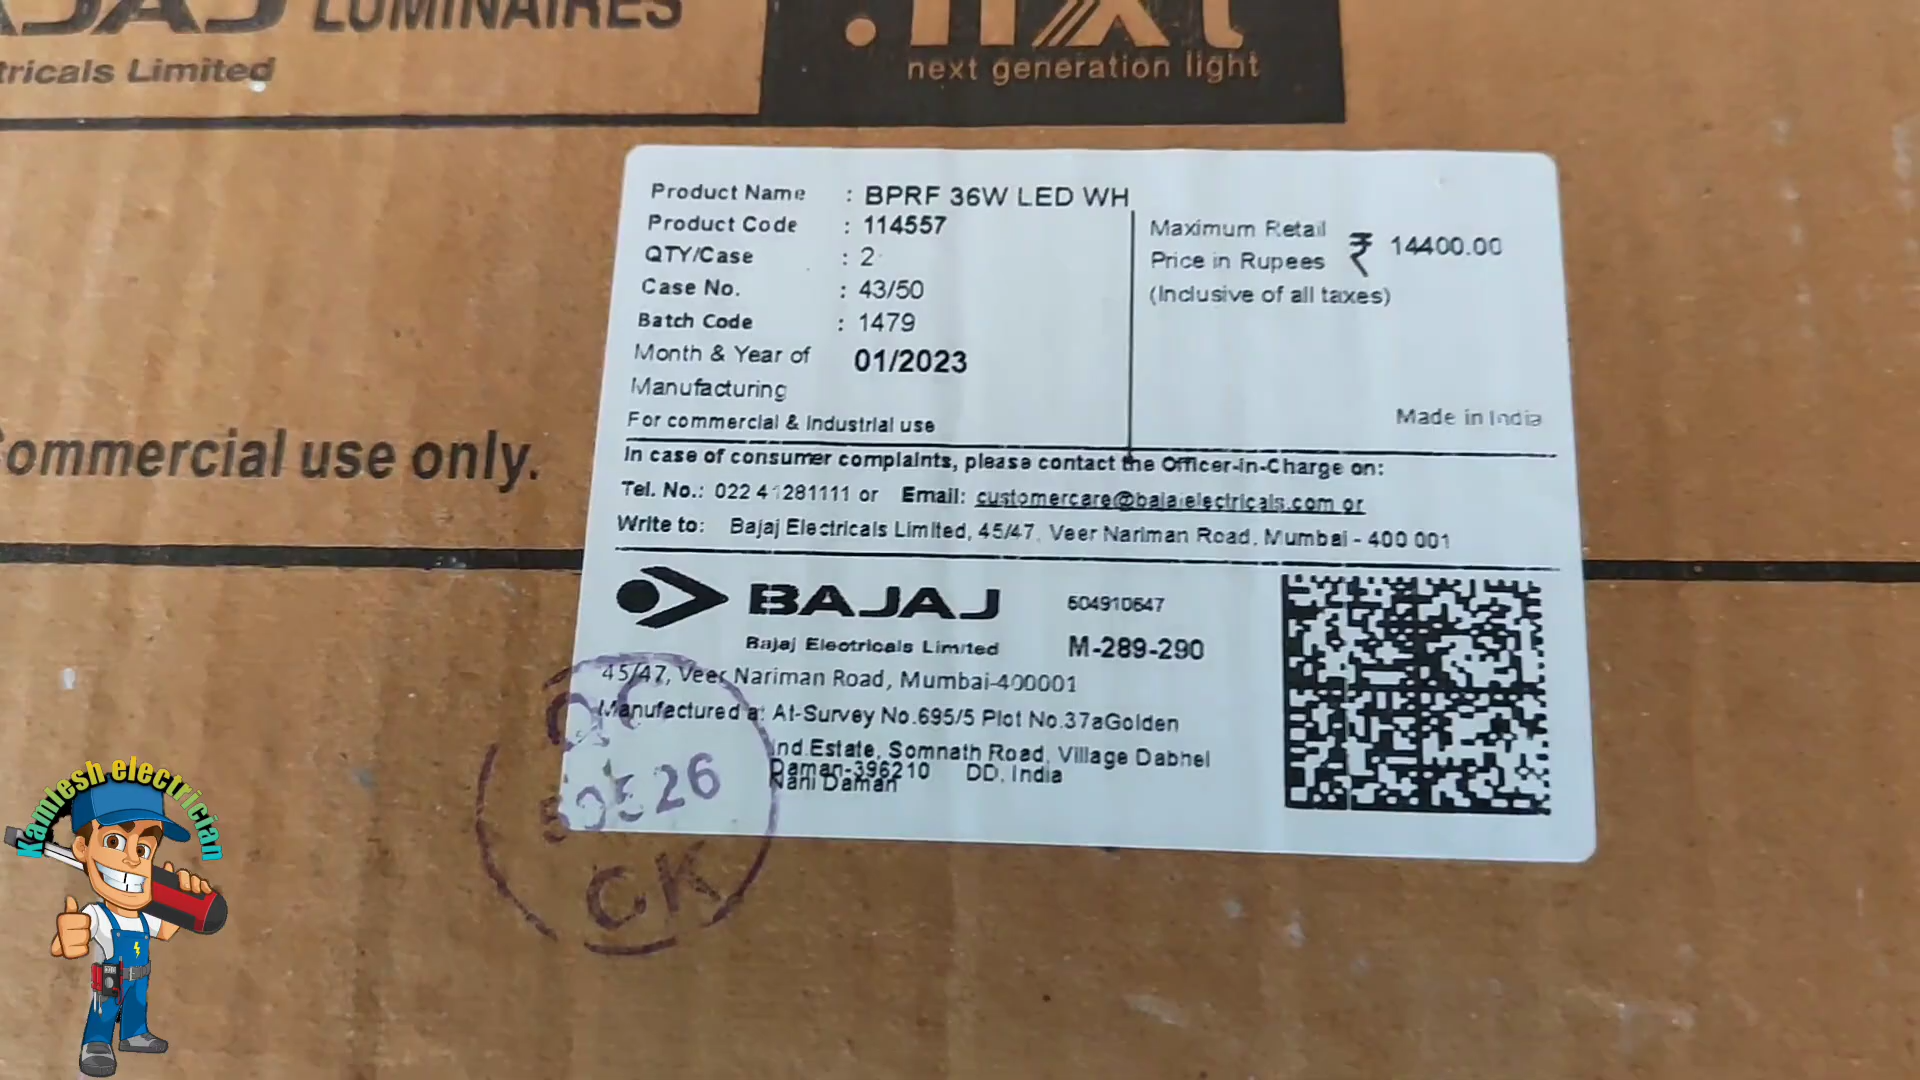 BAJAJ LUMINAIRES
tricals Limited
.nxt
next generation light
Product Name : BPRF 36W LED WH
Product Code : 114557
QTY/Case : 2
Case No. : 43/50
Batch Code : 1479
Month & Year of 01/2023
Manufacturing
For commercial & Industrial use
Maximum Retail
Price in Rupees ₹ 14400.00
(Inclusive of all taxes)
Made in India
In case of consumer complaints, please contact the Officer-in-Charge on:
Tel. No.: 022 41281111 or Email: customercare@bajajelectricals.com or
Write to: Bajaj Electricals Limited, 45/47, Veer Nariman Road, Mumbai - 400 001
ommercial use only.
BAJAJ 504910647
Bajaj Electricals Limited M-289-290
45/47, Veer Nariman Road, Mumbai-400001
Manufactured at At-Survey No.695/5 Plot No.37aGolden
Ind.Estate, Somnath Road, Village Dabhel
Daman-396210 DD, India
Nani Daman
26
CK
Kamlesh electrician